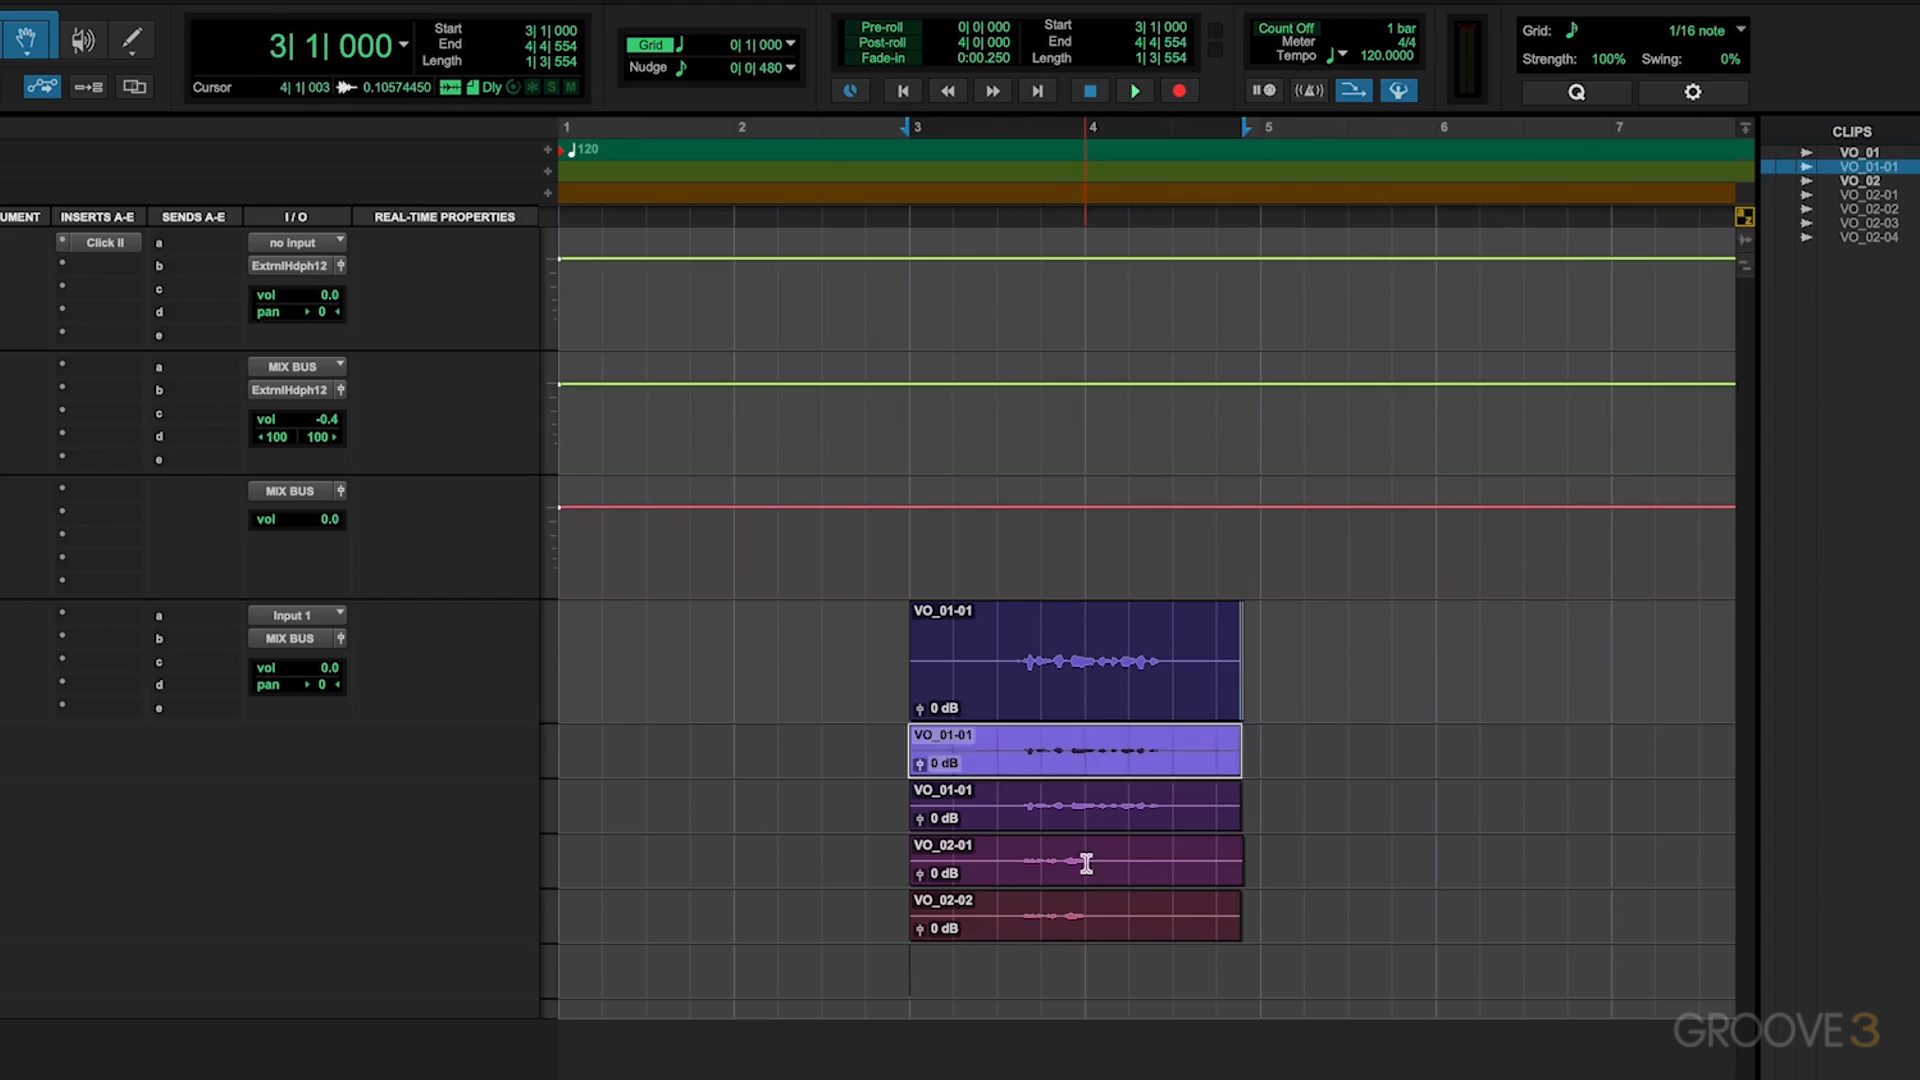 3| 1| 000
Start 3| 1| 000
End 4| 4| 554
Length 1| 3| 554
Cursor 4| 1| 003 0.10574450 Dly S M
Grid 0| 1| 000
Nudge 0| 0| 480
Pre-roll 0| 0| 000
Post-roll 4| 0| 000
Fade-in 0:00.250
Start 3| 1| 000
End 4| 4| 554
Length 1| 3| 554
Count Off 1 bar
Meter 4/4
Tempo 120.0000
Grid: 1/16 note
Strength: 100% Swing: 0%
Q
1 2 3 4 5 6 7
120
UMENT INSERTS A-E SENDS A-E I / O REAL-TIME PROPERTIES
Click II a no input
b ExtrnlHdph12
c vol 0.0
d pan 0
e
a MIX BUS
b ExtrnlHdph12
c vol -0.4
d 100 100
e
MIX BUS
vol 0.0
a Input 1
b MIX BUS
c vol 0.0
d pan 0
e
VO_01-01
0 dB
VO_01-01
0 dB
VO_01-01
0 dB
VO_02-01
0 dB
VO_02-02
0 dB
CLIPS
VO_01
VO_01-01
VO_02
VO_02-01
VO_02-02
VO_02-03
VO_02-04
a z
GROOVE 3